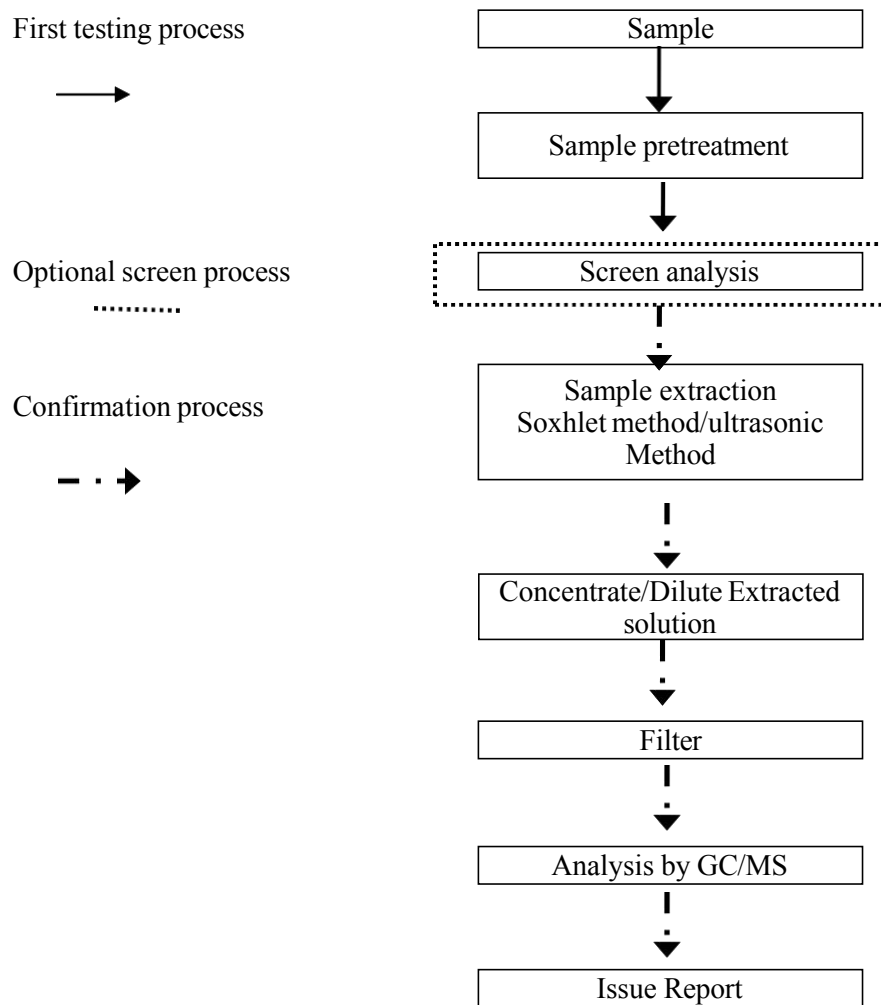 First testing process
Sample
Sample pretreatment
Optional screen process
Screen analysis
Confirmation process
Sample extraction
Soxhlet method/ultrasonic
Method
Concentrate/Dilute Extracted
solution
Filter
Analysis by GC/MS
Issue Report